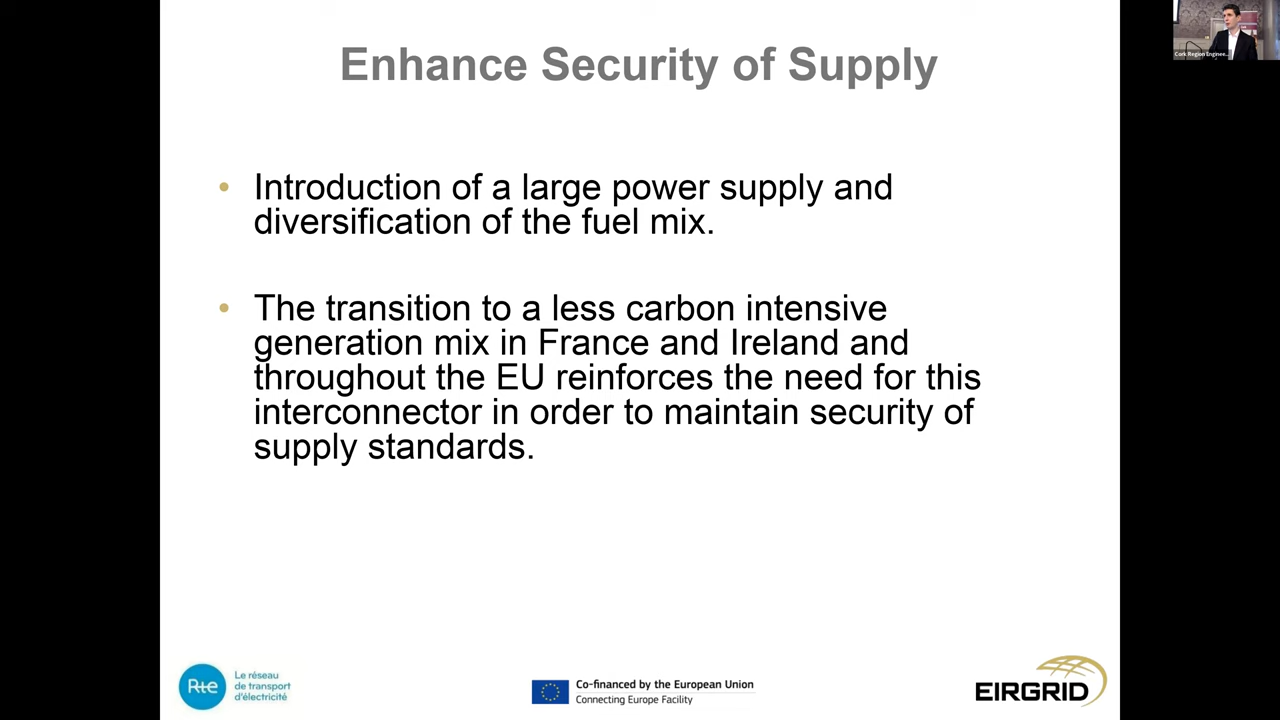 Enhance Security of Supply
• Introduction of a large power supply and
diversification of the fuel mix.
• The transition to a less carbon intensive
generation mix in France and Ireland and
throughout the EU reinforces the need for this
interconnector in order to maintain security of
supply standards.
Rte
Le réseau
de transport
d'électricité
Co-financed by the European Union
Connecting Europe Facility
EIRGRID
Cork Region Enginee...